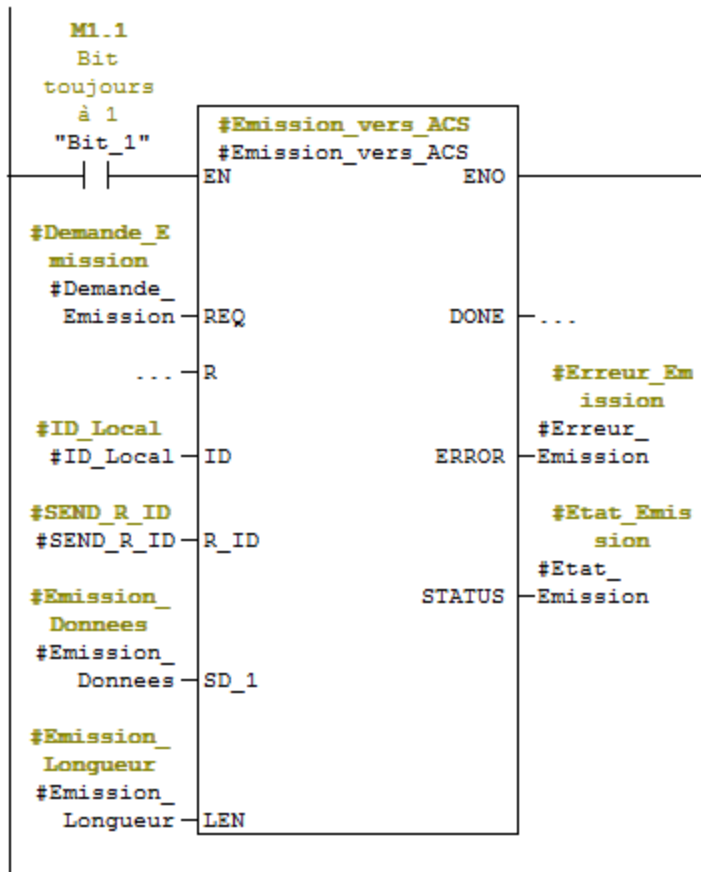 M1.1
Bit
toujours
à 1
"Bit_1"
#Emission_vers_ACS
#Emission_vers_ACS
EN
ENO
#Demande_E
mission
#Demande_
Emission
REQ
DONE
...
...
R
#Erreur_Em
ission
#Erreur_
Emission
ERROR
#ID_Local
#ID_Local
ID
#SEND_R_ID
#SEND_R_ID
R_ID
#Etat_Emis
sion
#Etat_
Emission
STATUS
#Emission_
Donnees
#Emission_
Donnees
SD_1
#Emission_
Longueur
#Emission_
Longueur
LEN